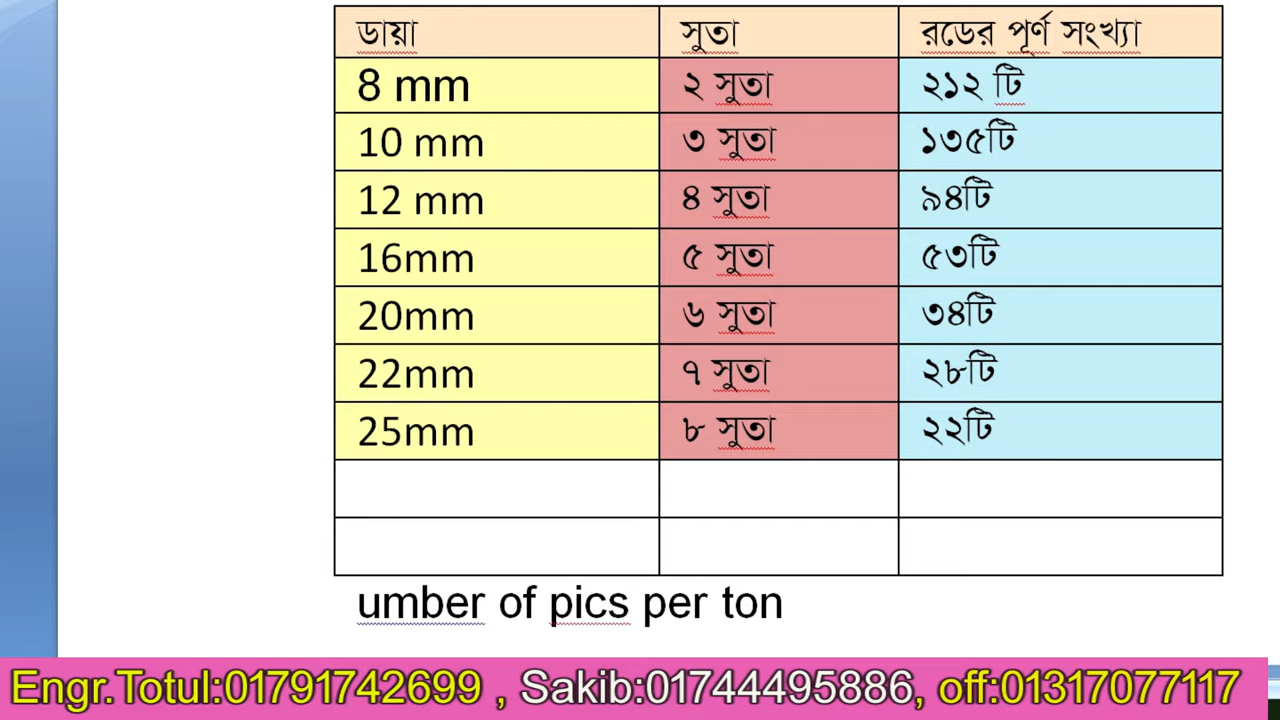 ডায়া সুতা রডের পূর্ণ সংখ্যা
8 mm ২ সুতা ২১২ টি
10 mm ৩ সুতা ১৩৫টি
12 mm ৪ সুতা ৯৪টি
16mm ৫ সুতা ৫৩টি
20mm ৬ সুতা ৩৪টি
22mm ৭ সুতা ২৮টি
25mm ৮ সুতা ২২টি
umber of pics per ton
Engr.Totul:01791742699 , Sakib:01744495886, off:01317077117